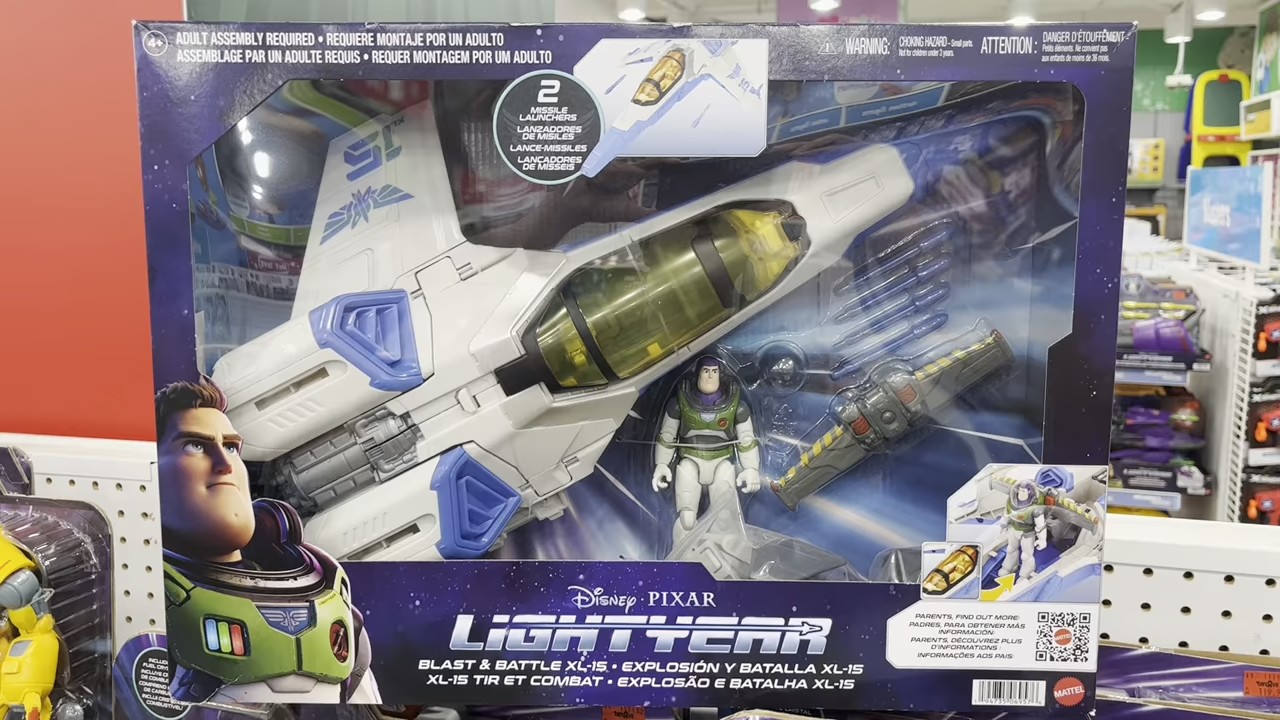 4+
ADULT ASSEMBLY REQUIRED • REQUIERE MONTAJE POR UN ADULTO
ASSEMBLAGE PAR UN ADULTE REQUIS • REQUER MONTAGEM POR UM ADULTO
WARNING: CHOKING HAZARD – Small parts.
Not for children under 3 years.
ATTENTION : DANGER D'ÉTOUFFEMENT –
Petits éléments. Ne convient pas
aux enfants de moins de 36 mois.
2
MISSILE
LAUNCHERS
LANZADORES
DE MISILES
LANCE-MISSILES
LANCADORES
DE MISSEIS
Disney PIXAR
LIGHTYEAR
BLAST & BATTLE XL-15 • EXPLOSIÓN Y BATALLA XL-15
XL-15 TIR ET COMBAT • EXPLOSÃO E BATALHA XL-15
PARENTS, FIND OUT MORE:
PADRES, PARA OBTENER MÁS
INFORMACIÓN:
PARENTS, DÉCOUVREZ PLUS
D'INFORMATIONS :
INFORMAÇÕES AOS PAIS:
MATTEL